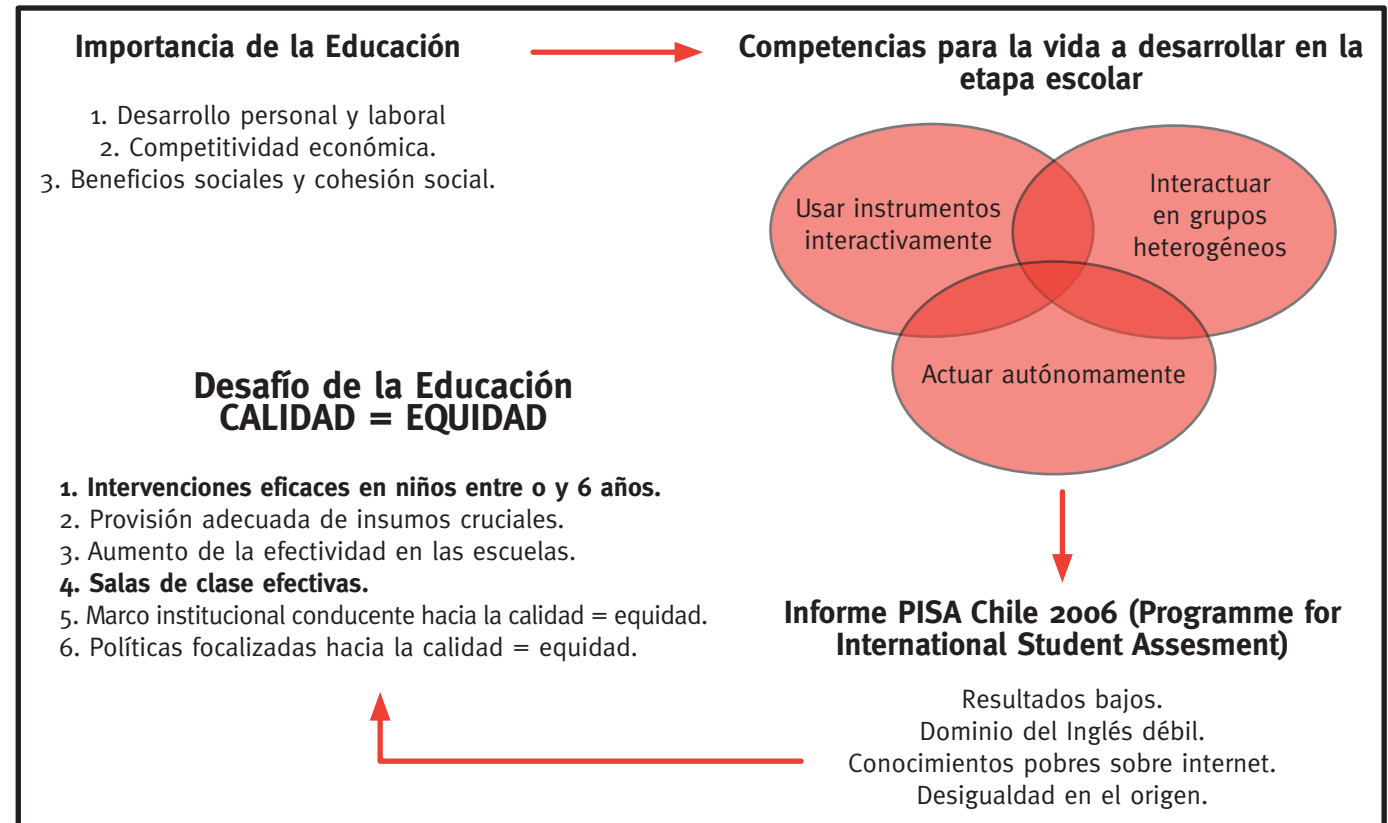 Importancia de la Educación
1. Desarrollo personal y laboral
2. Competitividad económica.
3. Beneficios sociales y cohesión social.
Competencias para la vida a desarrollar en la
etapa escolar
Usar instrumentos
interactivamente
Interactuar
en grupos
heterogéneos
Actuar autónomamente
Informe PISA Chile 2006 (Programme for
International Student Assesment)
Resultados bajos.
Dominio del Inglés débil.
Conocimientos pobres sobre internet.
Desigualdad en el origen.
Desafío de la Educación
CALIDAD = EQUIDAD
1. Intervenciones eficaces en niños entre 0 y 6 años.
2. Provisión adecuada de insumos cruciales.
3. Aumento de la efectividad en las escuelas.
4. Salas de clase efectivas.
5. Marco institucional conducente hacia la calidad = equidad.
6. Políticas focalizadas hacia la calidad = equidad.